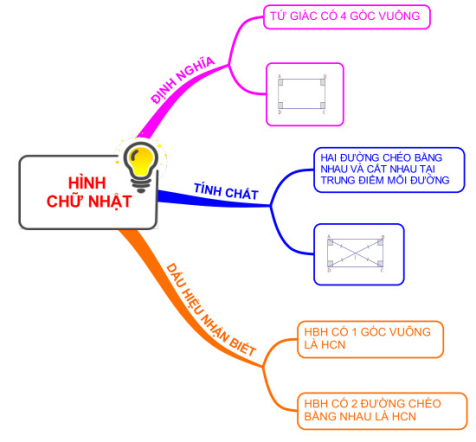 HÌNH
CHỮ NHẬT
ĐỊNH NGHĨA
TỨ GIÁC CÓ 4 GÓC VUÔNG
A B
D C
TÍNH CHẤT
HAI ĐƯỜNG CHÉO BẰNG
NHAU VÀ CẮT NHAU TẠI
TRUNG ĐIỂM MỖI ĐƯỜNG
A B
D C
DẤU HIỆU NHẬN BIẾT
HBH CÓ 1 GÓC VUÔNG
LÀ HCN
HBH CÓ 2 ĐƯỜNG CHÉO
BẰNG NHAU LÀ HCN